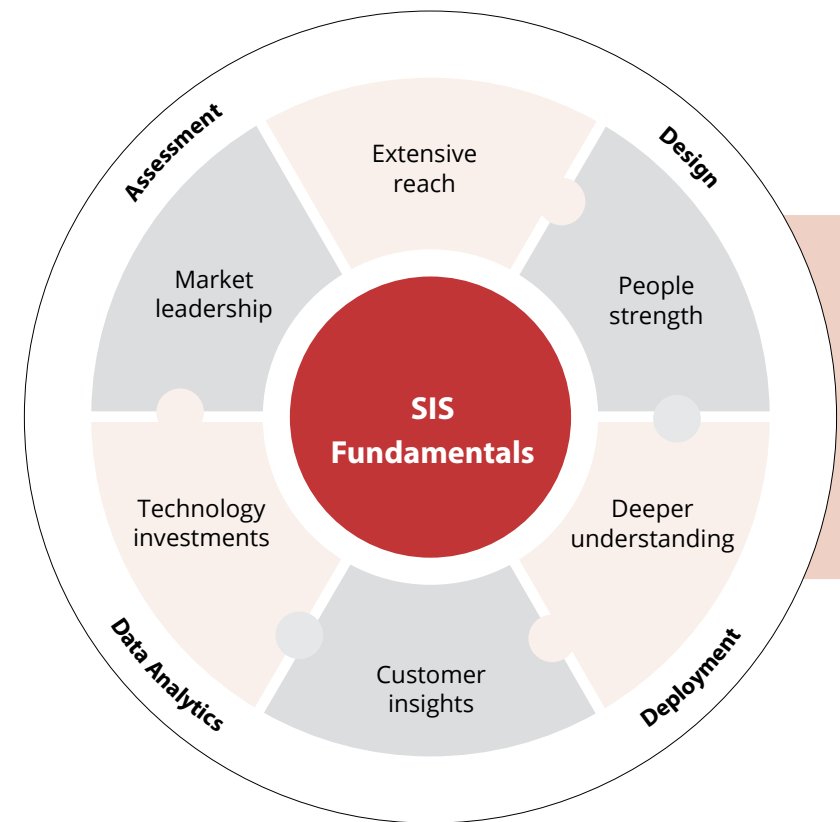 Assessment
Design
Extensive
reach
Market
leadership
People
strength
SIS
Fundamentals
Technology
investments
Deeper
understanding
Customer
insights
Data Analytics
Deployment